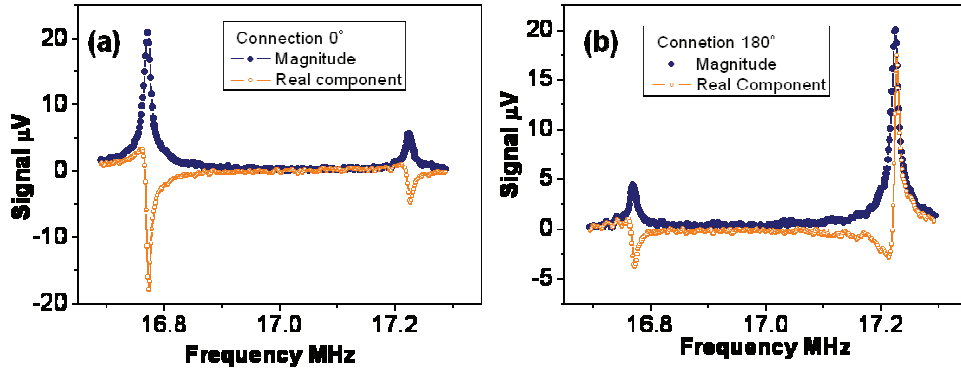 (a)
Connection 0°
Magnitude
Real component
20
10
0
-10
-20
Signal µV
16.8
17.0
17.2
Frequency MHz
(b)
Connetion 180°
Magnitude
Real Component
20
15
10
5
0
-5
Signal µV
16.8
17.0
17.2
Frequency MHz